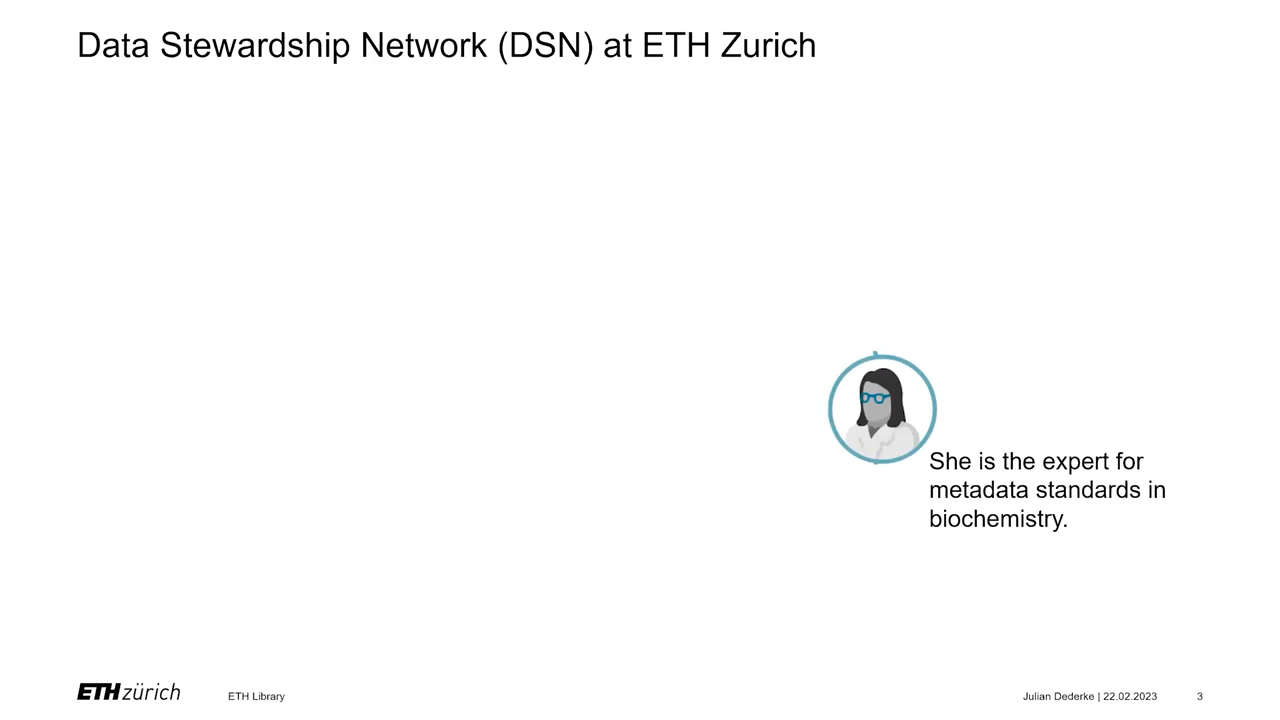 Data Stewardship Network (DSN) at ETH Zurich
She is the expert for
metadata standards in
biochemistry.
ETH zürich
ETH Library
Julian Dederke | 22.02.2023
3